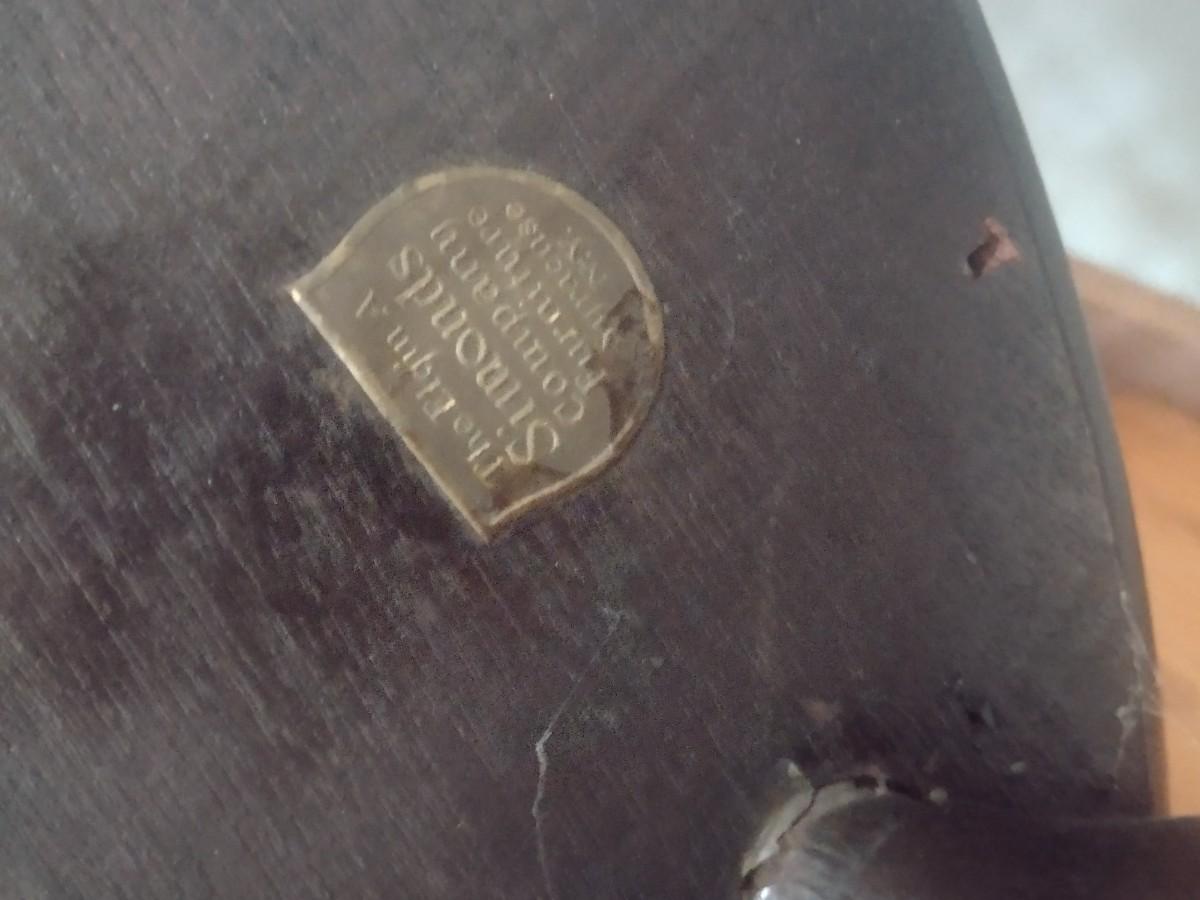 The Elgin A
Simonds
Company
Furniture
Syracuse
N.Y.